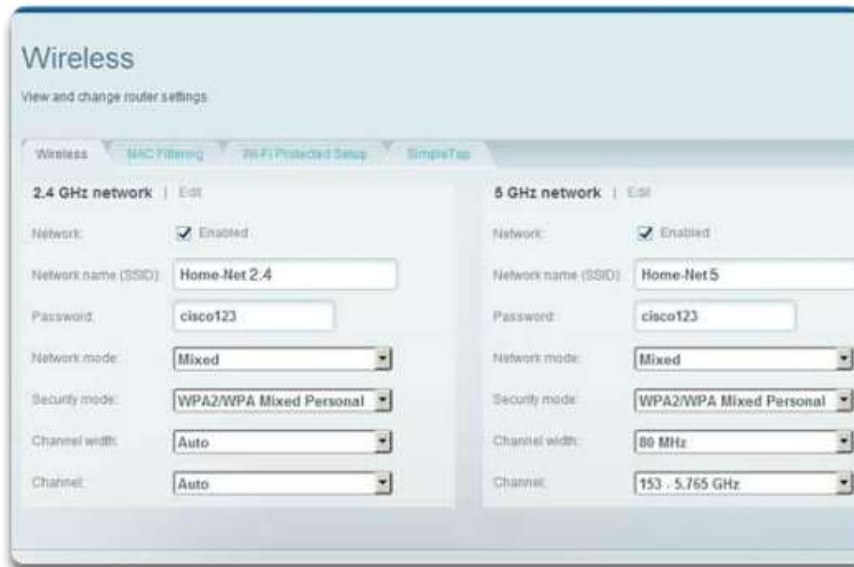 Wireless
View and change router settings
Wireless
MAC Filtering
Wi-Fi Protected Setup
SimpleTap
2.4 GHz network | Edit
Network: Enabled
Network name (SSID): Home-Net 2.4
Password: cisco123
Network mode: Mixed
Security mode: WPA2/WPA Mixed Personal
Channel width: Auto
Channel: Auto
5 GHz network | Edit
Network: Enabled
Network name (SSID): Home-Net 5
Password: cisco123
Network mode: Mixed
Security mode: WPA2/WPA Mixed Personal
Channel width: 80 MHz
Channel: 153 - 5.765 GHz